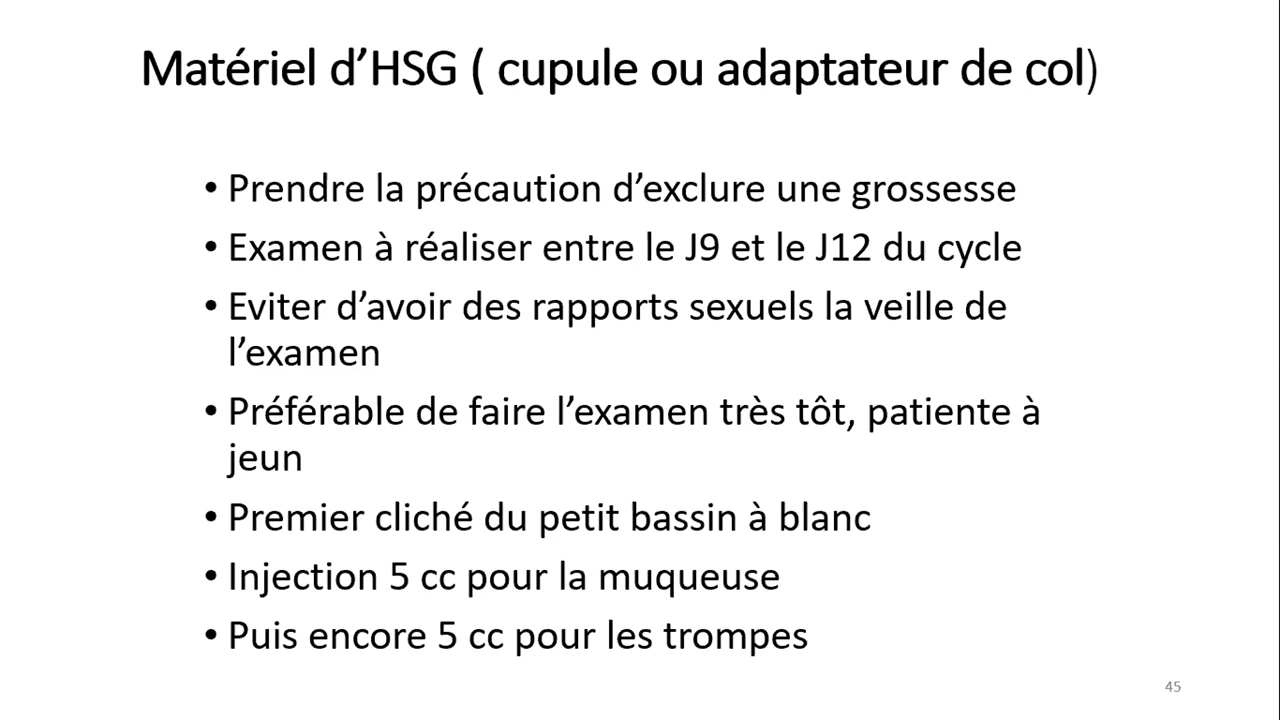 Matériel d’HSG ( cupule ou adaptateur de col)
• Prendre la précaution d’exclure une grossesse
• Examen à réaliser entre le J9 et le J12 du cycle
• Eviter d’avoir des rapports sexuels la veille de
l’examen
• Préférable de faire l’examen très tôt, patiente à
jeun
• Premier cliché du petit bassin à blanc
• Injection 5 cc pour la muqueuse
• Puis encore 5 cc pour les trompes
45